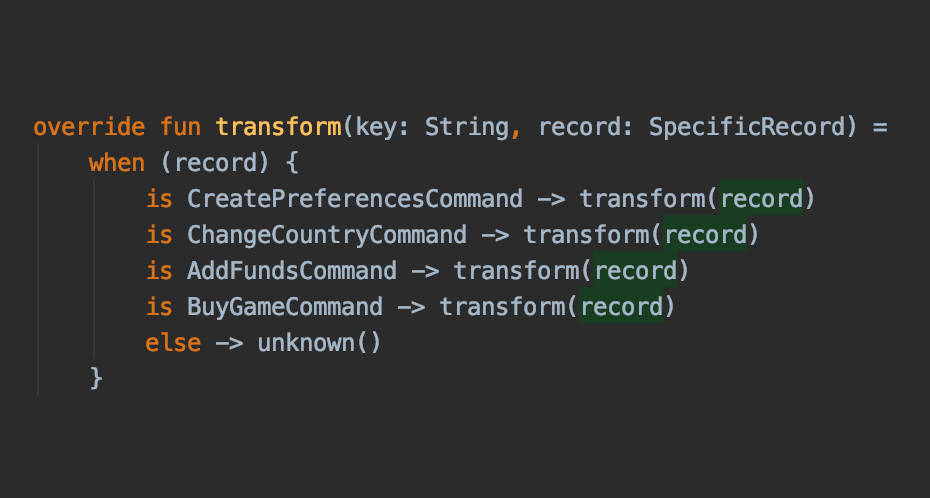 override fun transform(key: String, record: SpecificRecord) =
    when (record) {
        is CreatePreferencesCommand -> transform(record)
        is ChangeCountryCommand -> transform(record)
        is AddFundsCommand -> transform(record)
        is BuyGameCommand -> transform(record)
        else -> unknown()
    }